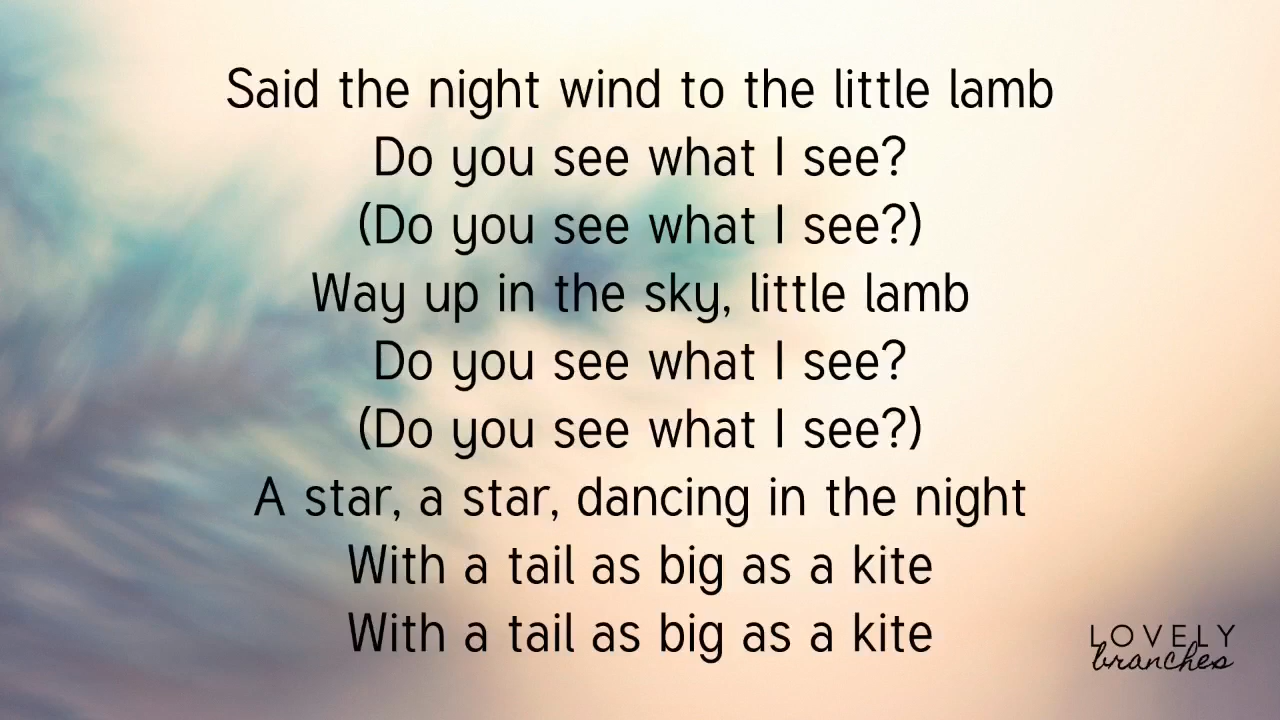 Said the night wind to the little lamb
Do you see what I see?
(Do you see what I see?)
Way up in the sky, little lamb
Do you see what I see?
(Do you see what I see?)
A star, a star, dancing in the night
With a tail as big as a kite
With a tail as big as a kite
LOVELY
branches